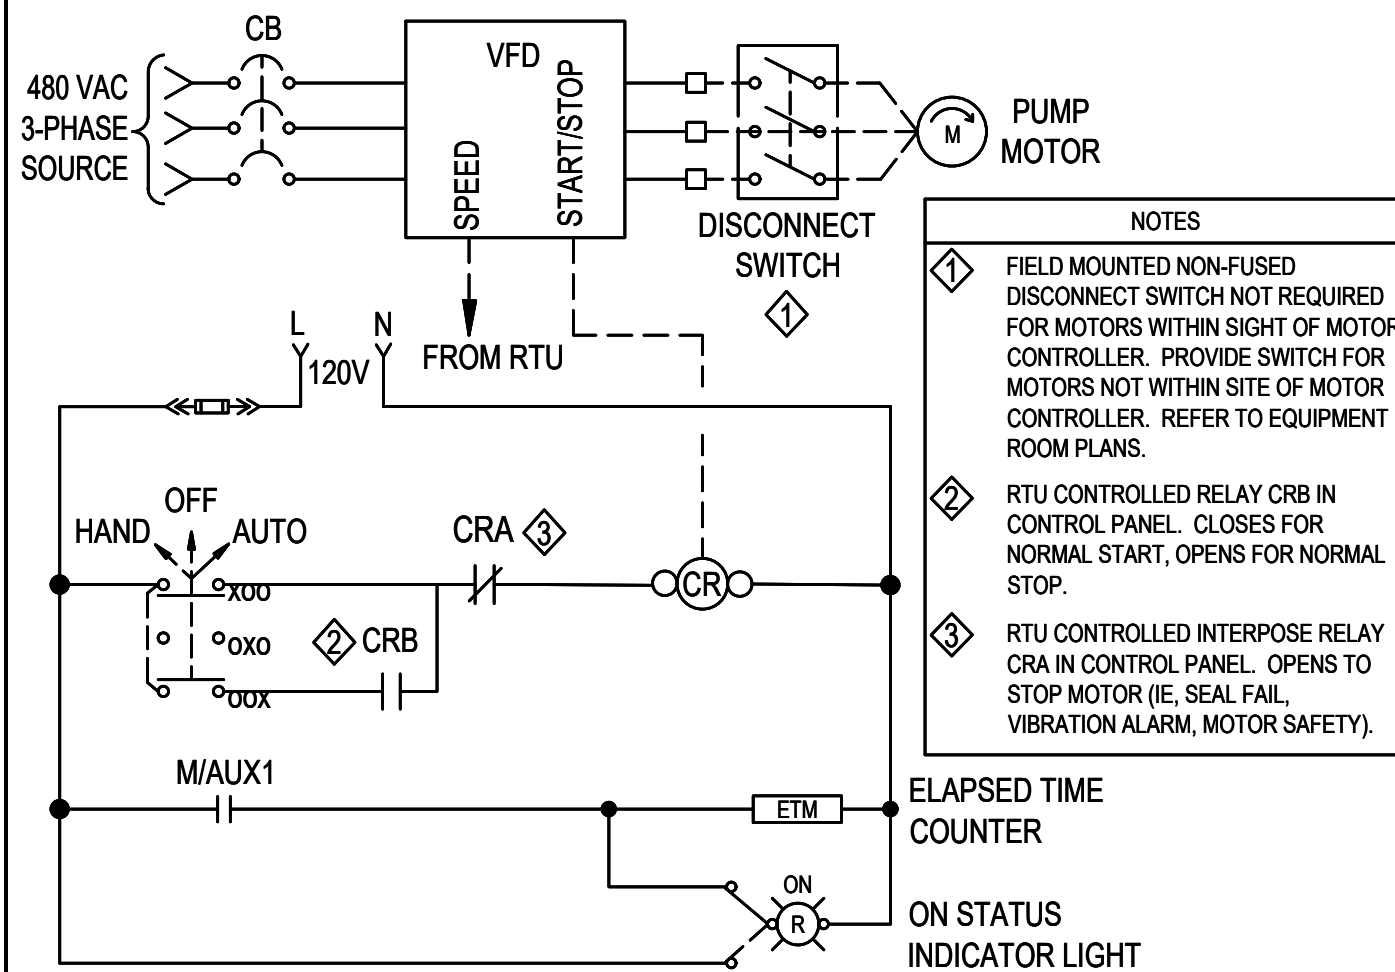 CB
480 VAC
3-PHASE
SOURCE
VFD
SPEED
START/STOP
M
PUMP
MOTOR
DISCONNECT
SWITCH
1
FROM RTU
L
N
120V
NOTES
1 FIELD MOUNTED NON-FUSED
DISCONNECT SWITCH NOT REQUIRED
FOR MOTORS WITHIN SIGHT OF MOTOR
CONTROLLER. PROVIDE SWITCH FOR
MOTORS NOT WITHIN SITE OF MOTOR
CONTROLLER. REFER TO EQUIPMENT
ROOM PLANS.
2 RTU CONTROLLED RELAY CRB IN
CONTROL PANEL. CLOSES FOR
NORMAL START, OPENS FOR NORMAL
STOP.
3 RTU CONTROLLED INTERPOSE RELAY
CRA IN CONTROL PANEL. OPENS TO
STOP MOTOR (IE, SEAL FAIL,
VIBRATION ALARM, MOTOR SAFETY).
OFF
HAND
AUTO
CRA 3
XOO
CR
OXO
2 CRB
OOX
M/AUX1
ETM
ELAPSED TIME
COUNTER
ON
R
ON STATUS
INDICATOR LIGHT